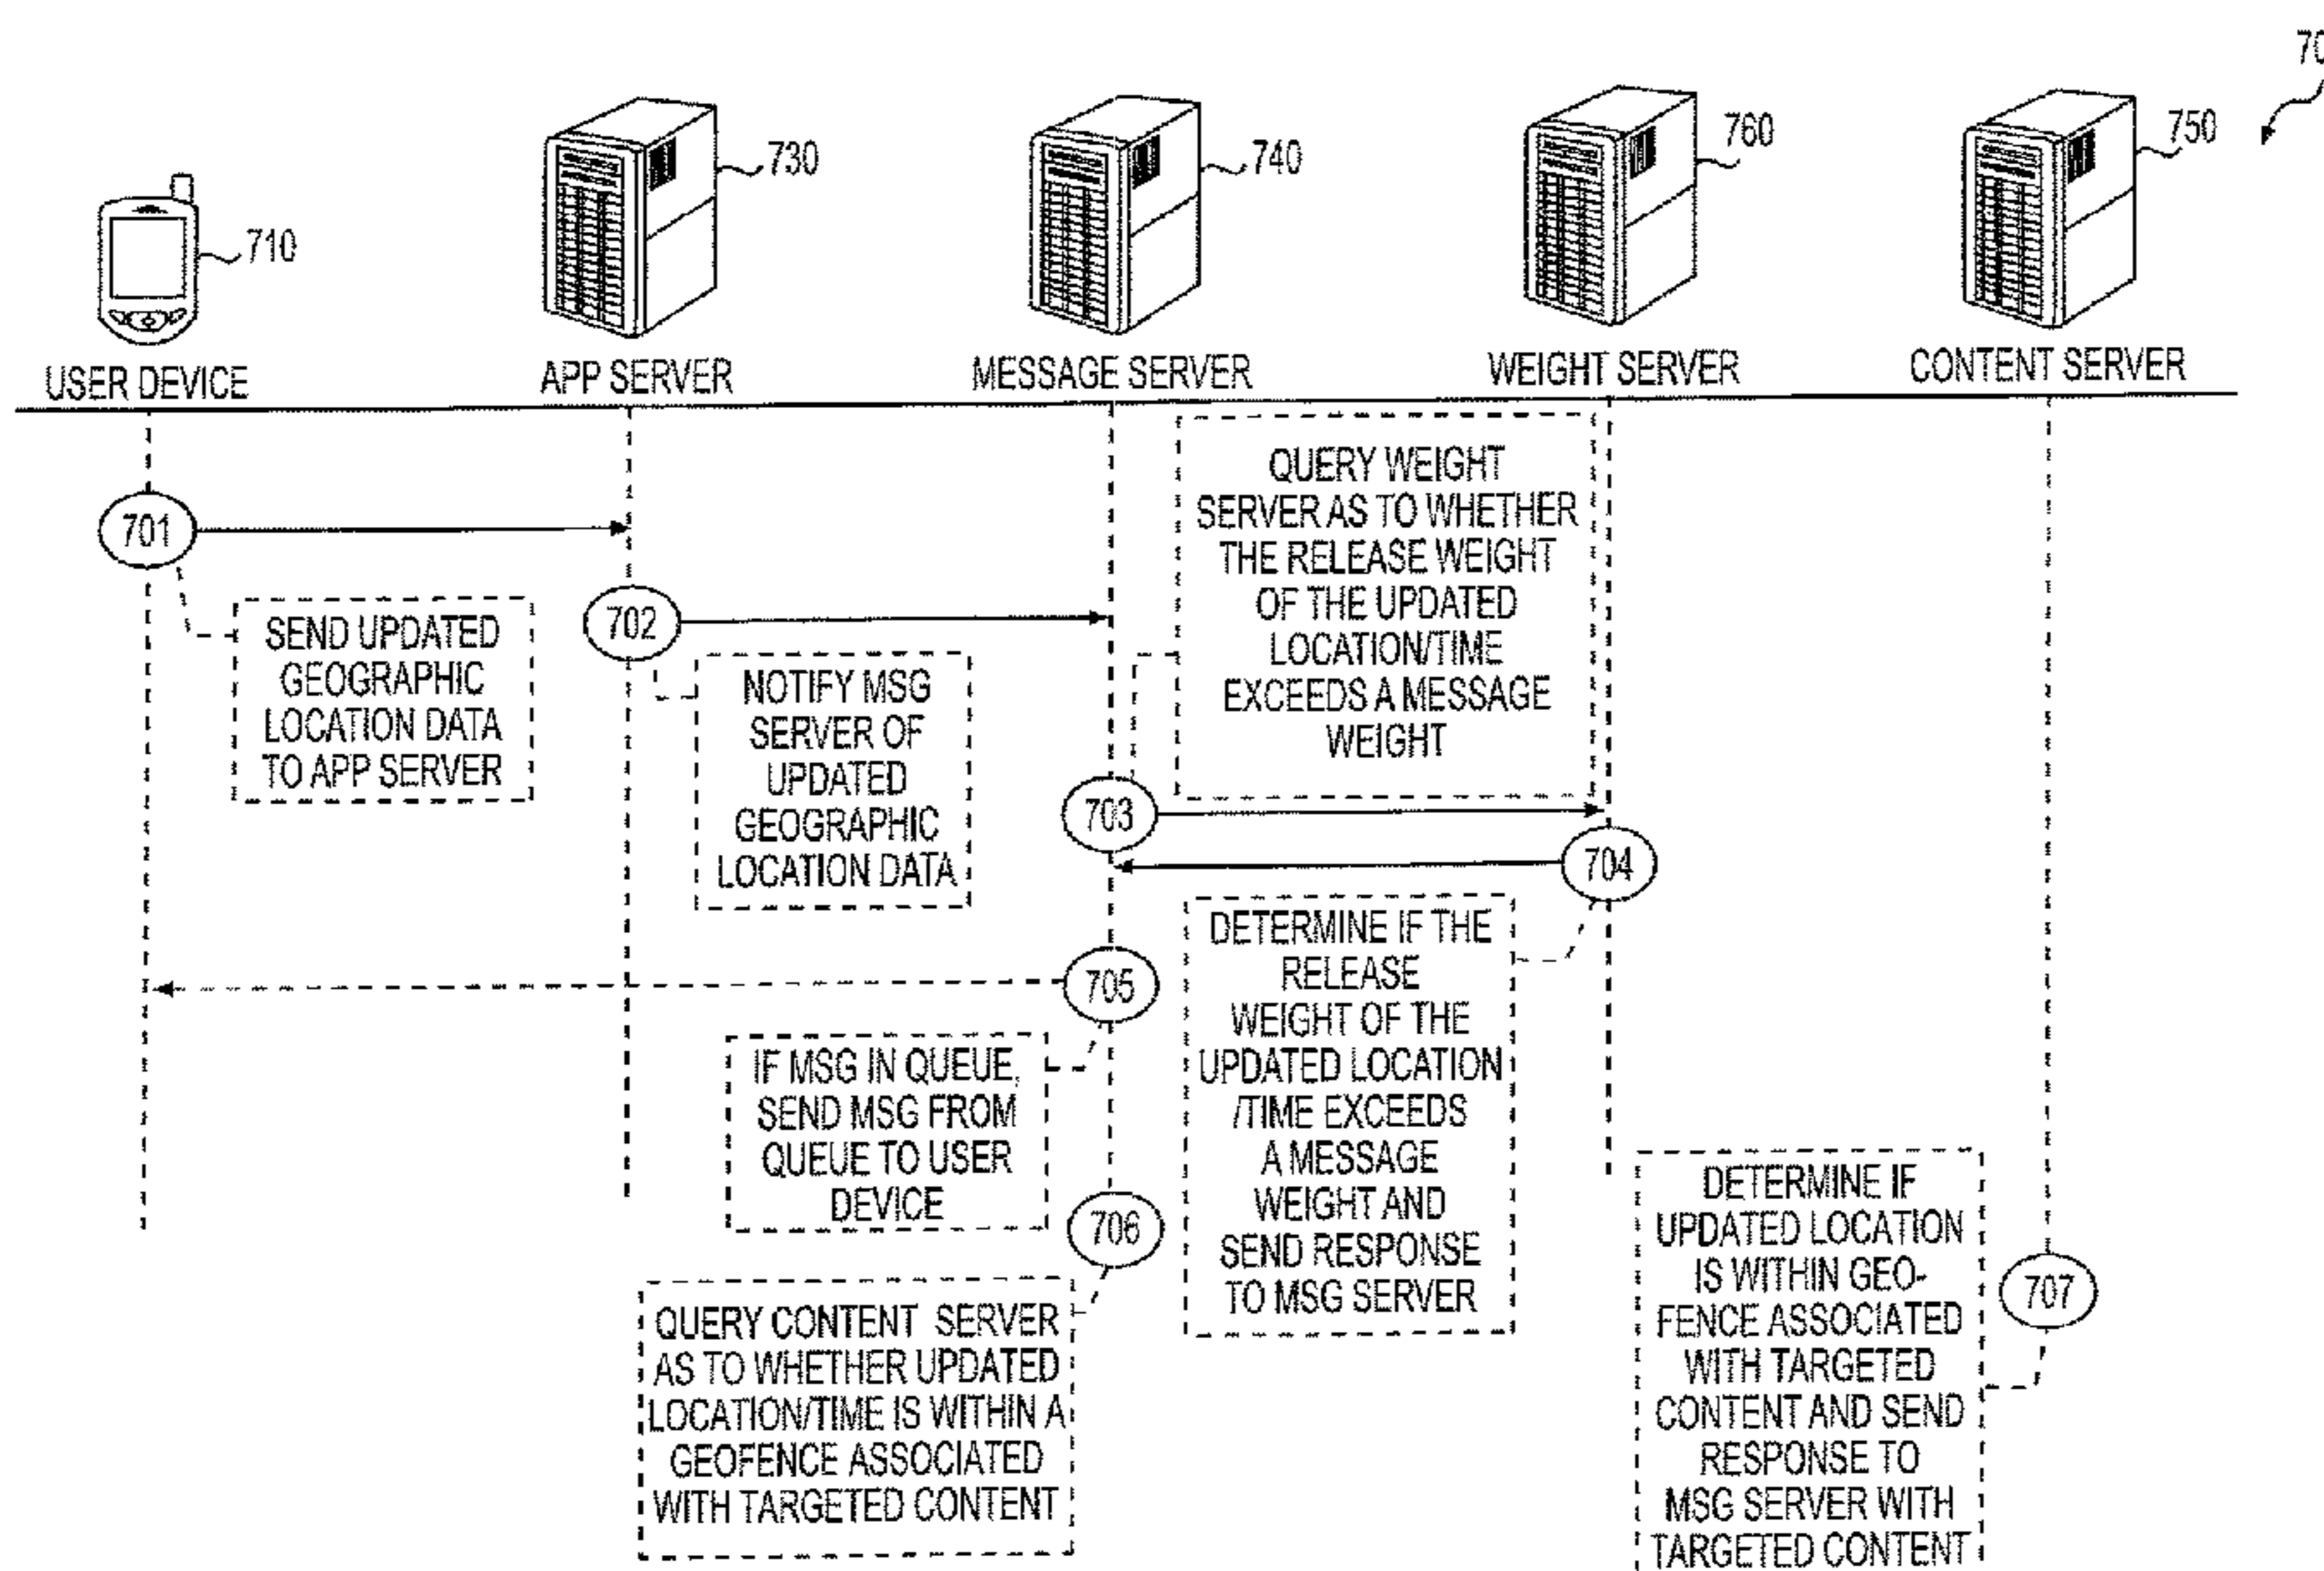 70
730
740
760
750
710
USER DEVICE
APP SERVER
MESSAGE SERVER
WEIGHT SERVER
CONTENT SERVER
701
SEND UPDATED
GEOGRAPHIC
LOCATION DATA
TO APP SERVER
702
NOTIFY MSG
SERVER OF
UPDATED
GEOGRAPHIC
LOCATION DATA
QUERY WEIGHT
SERVER AS TO WHETHER
THE RELEASE WEIGHT
OF THE UPDATED
LOCATION/TIME
EXCEEDS A MESSAGE
WEIGHT
703
704
DETERMINE IF THE
RELEASE
WEIGHT OF THE
UPDATED LOCATION
/TIME EXCEEDS
A MESSAGE
WEIGHT AND
SEND RESPONSE
TO MSG SERVER
705
IF MSG IN QUEUE,
SEND MSG FROM
QUEUE TO USER
DEVICE
706
QUERY CONTENT SERVER
AS TO WHETHER UPDATED
LOCATION/TIME IS WITHIN A
GEOFENCE ASSOCIATED
WITH TARGETED CONTENT
707
DETERMINE IF
UPDATED LOCATION
IS WITHIN GEO-
FENCE ASSOCIATED
WITH TARGETED
CONTENT AND SEND
RESPONSE TO
MSG SERVER WITH
TARGETED CONTENT